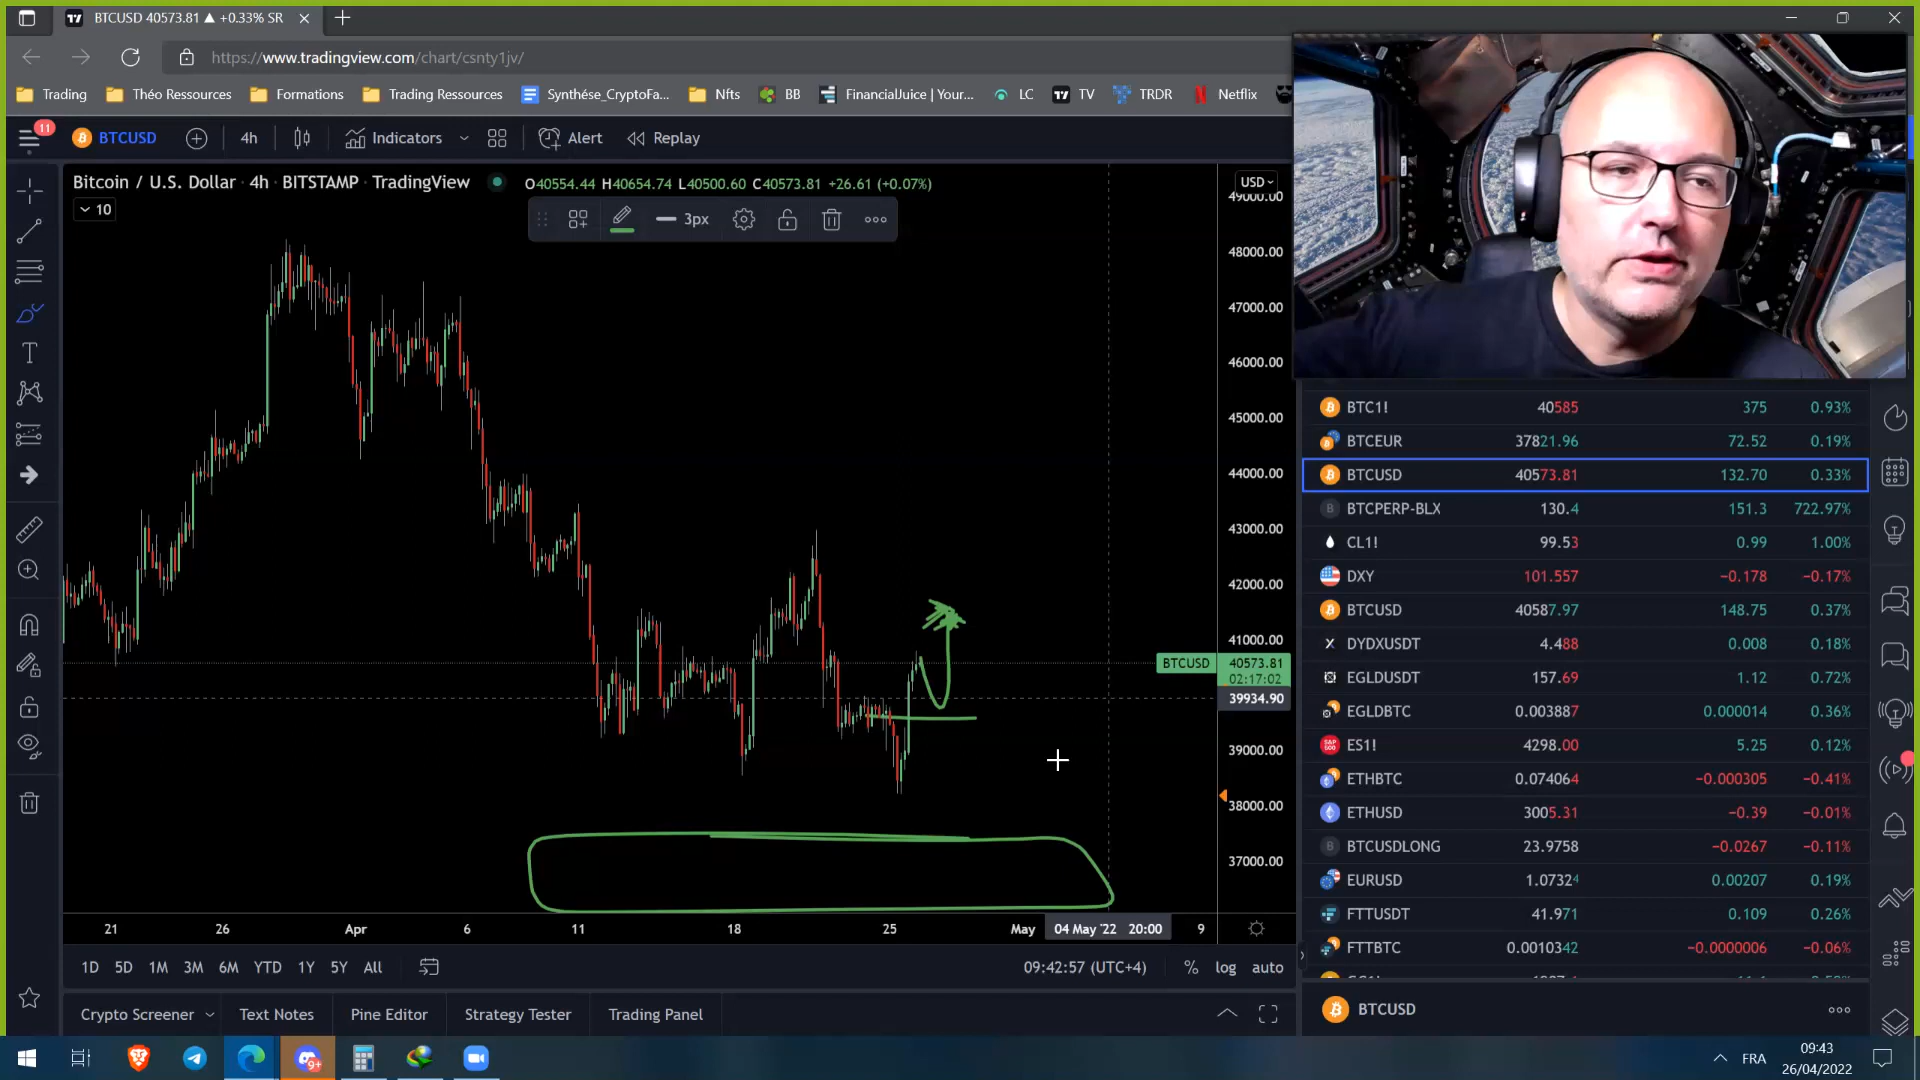 BTCUSD 40573.81 ▲ +0.33% SR
https://www.tradingview.com/chart/csnty1jv/
Trading
Théo Ressources
Formations
Trading Ressources
Synthése_CryptoFa...
Nfts
BB
FinancialJuice | Your...
LC
TV
TRDR
Netflix
11
BTCUSD
4h
Indicators
Alert
Replay
Bitcoin / U.S. Dollar · 4h · BITSTAMP · TradingView
O40554.44 H40654.74 L40500.60 C40573.81 +26.61 (+0.07%)
10
3px
USD
49000.00
48000.00
47000.00
46000.00
45000.00
44000.00
43000.00
42000.00
41000.00
BTCUSD 40573.81
02:17:02
39934.90
39000.00
38000.00
37000.00
21 26 Apr 6 11 18 25 May 04 May '22 20:00 9
1D 5D 1M 3M 6M YTD 1Y 5Y All
09:42:57 (UTC+4)
% log auto
Crypto Screener
Text Notes
Pine Editor
Strategy Tester
Trading Panel
BTC1! 40585 375 0.93%
BTCEUR 37821.96 72.52 0.19%
BTCUSD 40573.81 132.70 0.33%
BTCPERP-BLX 130.4 151.3 722.97%
CL1! 99.53 0.99 1.00%
DXY 101.557 −0.178 −0.17%
BTCUSD 40587.97 148.75 0.37%
DYDXUSDT 4.488 0.008 0.18%
EGLDUSDT 157.69 1.12 0.72%
EGLDBTC 0.003887 0.000014 0.36%
ES1! 4298.00 5.25 0.12%
ETHBTC 0.074064 −0.000305 −0.41%
ETHUSD 3005.31 −0.39 −0.01%
BTCUSDLONG 23.9758 −0.0267 −0.11%
EURUSD 1.07324 0.00207 0.19%
FTTUSDT 41.971 0.109 0.26%
FTTBTC 0.0010342 −0.0000006 −0.06%
BTCUSD
9+
FRA
09:43
26/04/2022